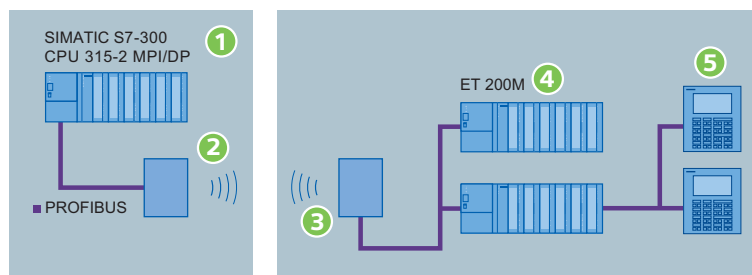 SIMATIC S7-300
CPU 315-2 MPI/DP
1
2
PROFIBUS
3
ET 200M
4
5